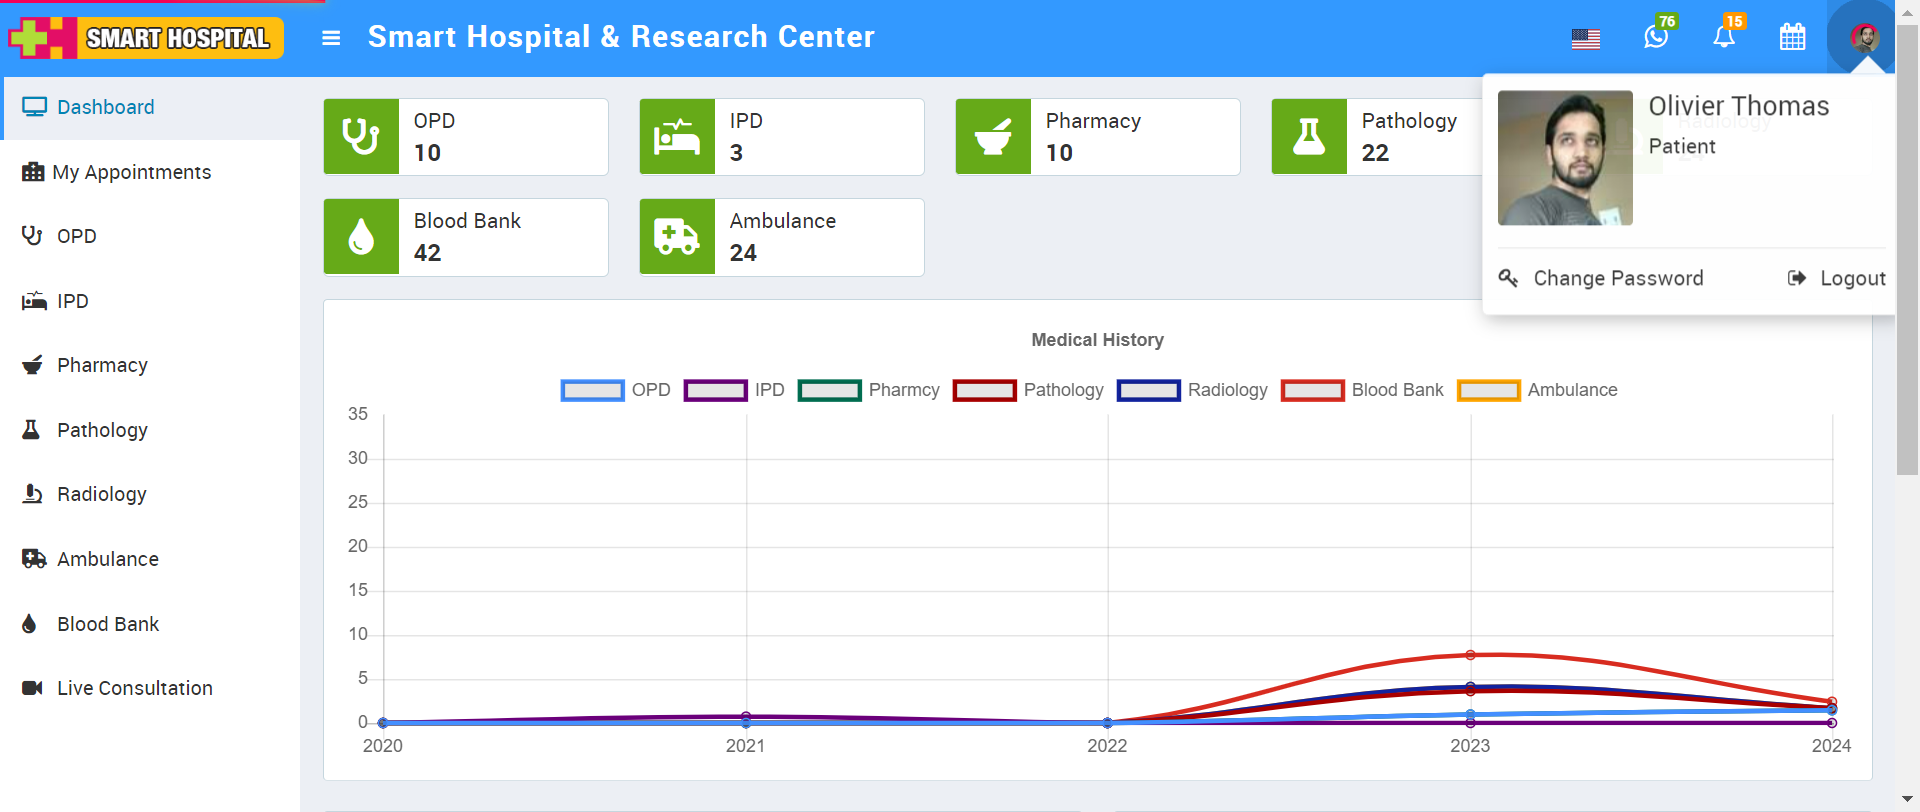 SMART HOSPITAL
Smart Hospital & Research Center
76
15
Dashboard
My Appointments
OPD
IPD
Pharmacy
Pathology
Radiology
Ambulance
Blood Bank
Live Consultation
OPD
10
IPD
3
Pharmacy
10
Pathology
22
Radiology
24
Blood Bank
42
Ambulance
24
Olivier Thomas
Patient
Change Password
Logout
Medical History
OPD IPD Pharmcy Pathology Radiology Blood Bank Ambulance
35
30
25
20
15
10
5
0
2020 2021 2022 2023 2024